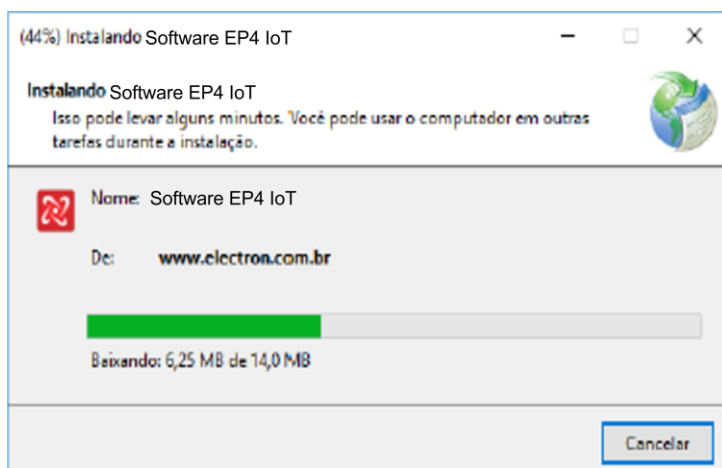 (44%) Instalando Software EP4 IoT
Instalando Software EP4 IoT
Isso pode levar alguns minutos. Você pode usar o computador em outras
tarefas durante a instalação.
Nome: Software EP4 IoT
De: www.electron.com.br
Baixando: 6,25 MB de 14,0 MB
Cancelar